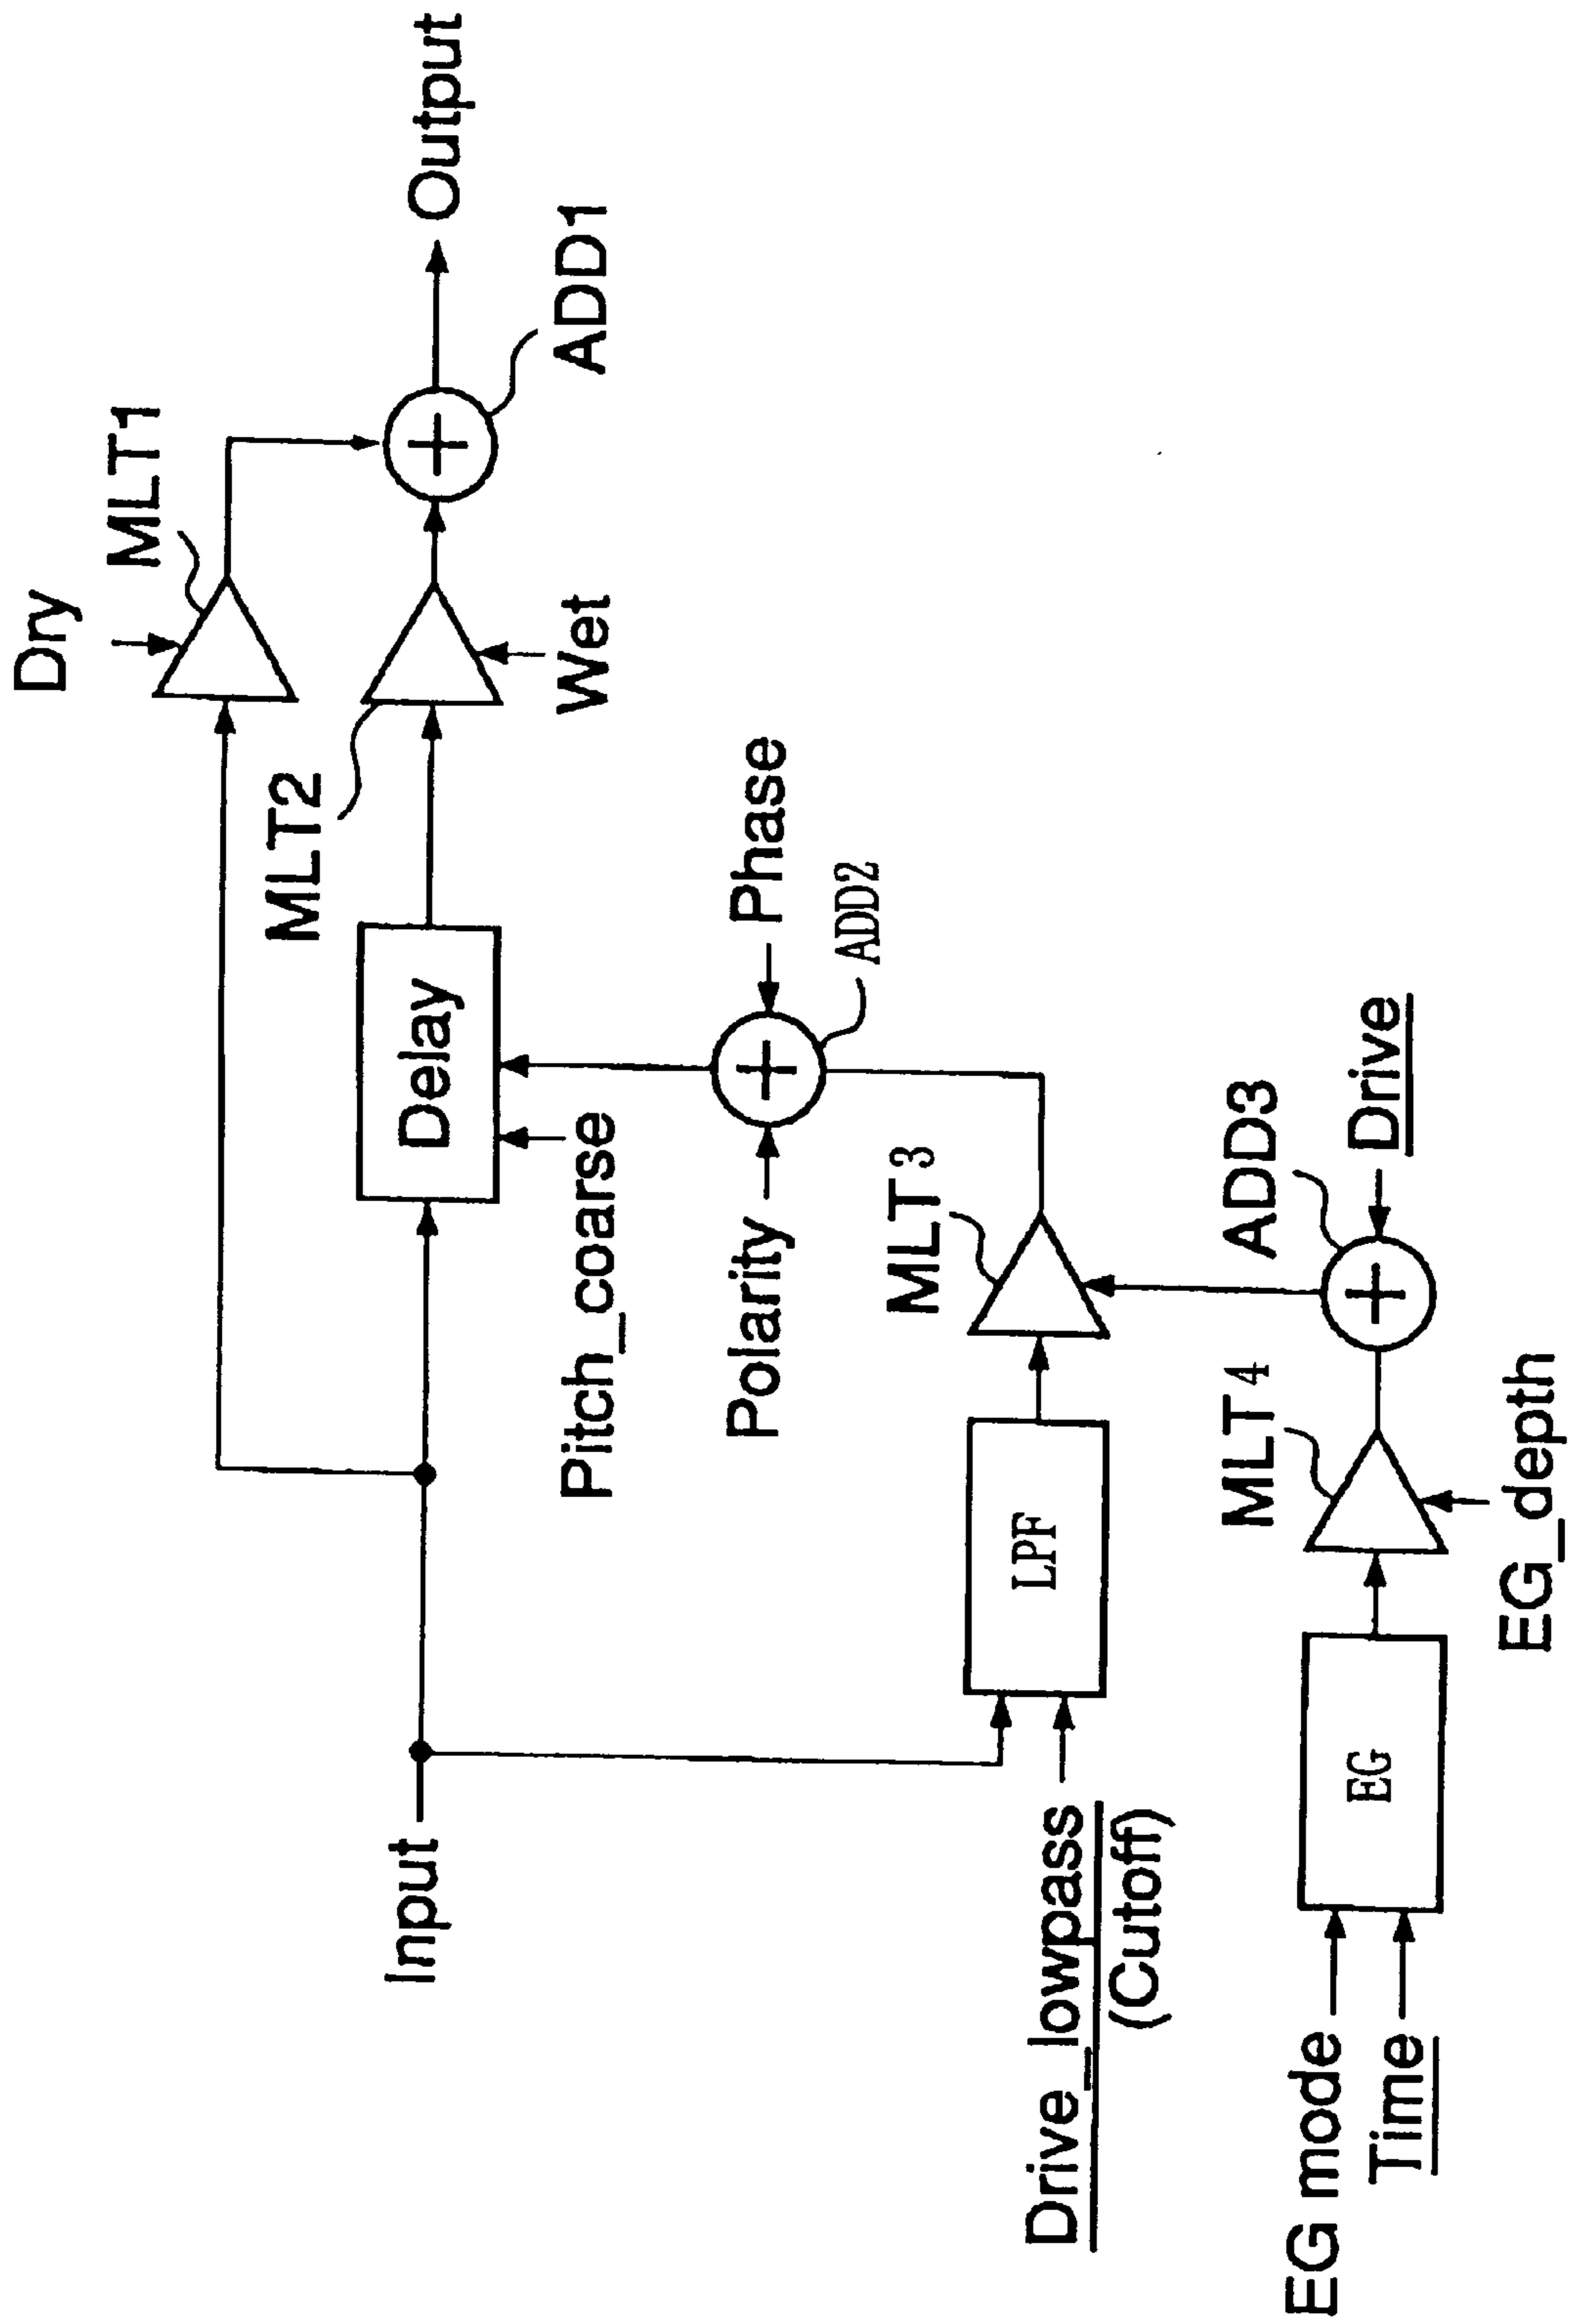 Dry
MLT1
Output
MLT2
Wet
ADD1
Input
Delay
Pitch_coarse
Phase
Polarity
ADD2
MLT3
LPF
Drive_lowpass
(Cutoff)
ADD3
Drive
MLT4
EG mode
Time
EG
EG_depth